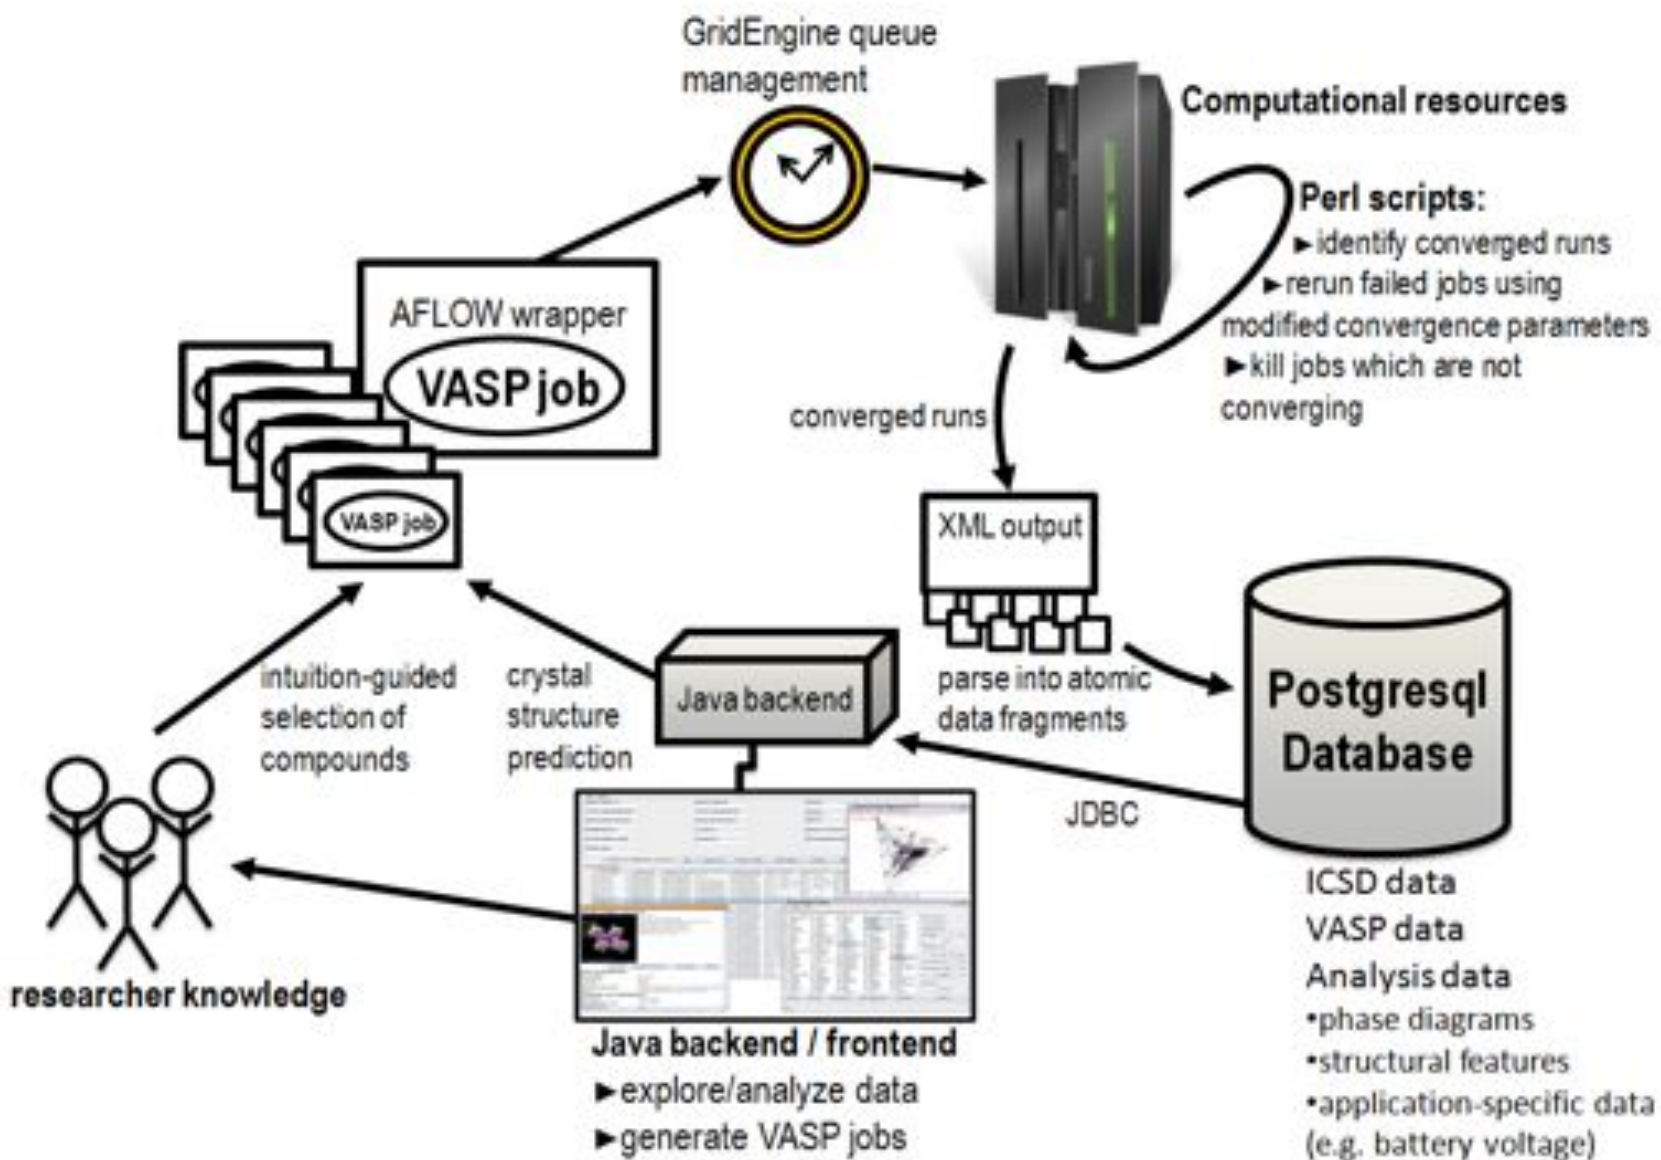 GridEngine queue
management
Computational resources
Perl scripts:
►identify converged runs
►rerun failed jobs using
modified convergence parameters
►kill jobs which are not
converging
AFLOW wrapper
VASP job
VASP job
converged runs
XML output
parse into atomic
data fragments
Postgresql
Database
JDBC
ICSD data
VASP data
Analysis data
•phase diagrams
•structural features
•application-specific data
(e.g. battery voltage)
Java backend
crystal
structure
prediction
intuition-guided
selection of
compounds
researcher knowledge
Java backend / frontend
►explore/analyze data
►generate VASP jobs